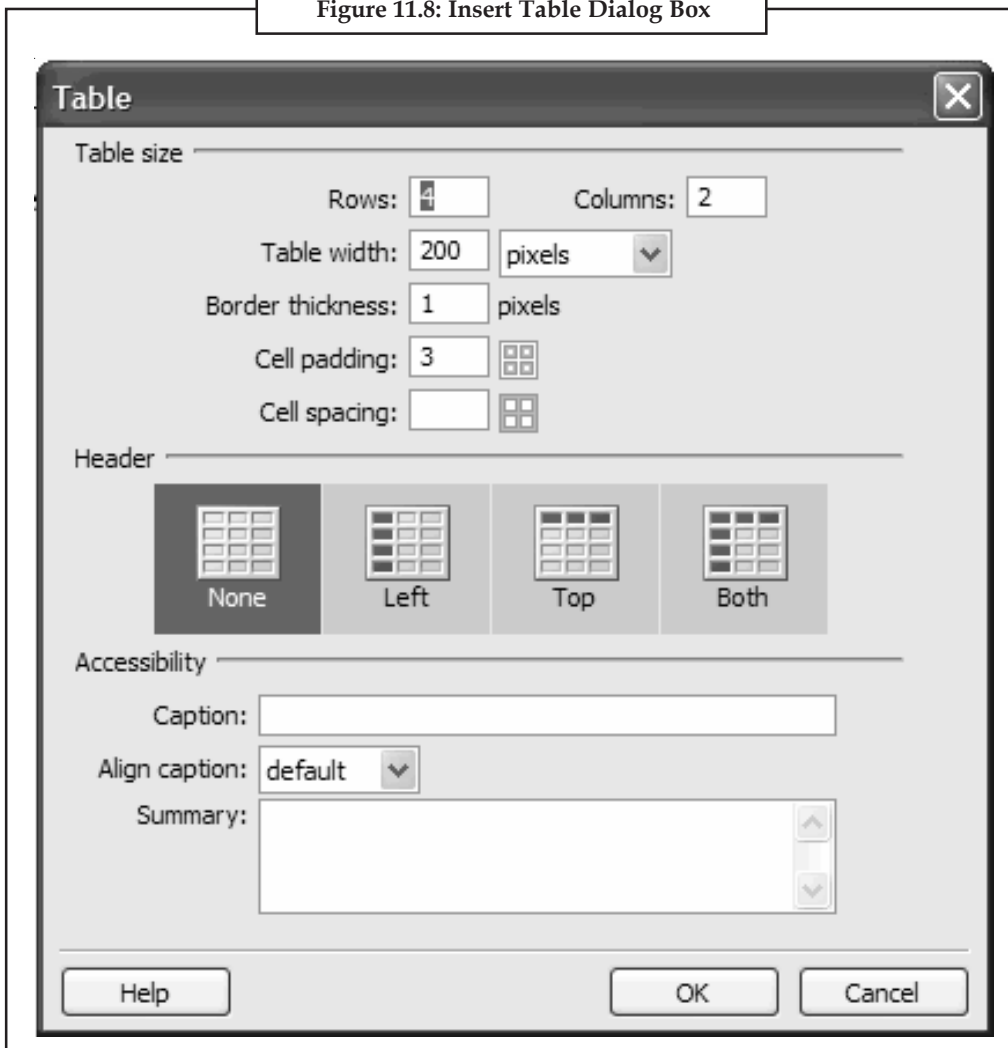 Figure 11.8: Insert Table Dialog Box
Table
Table size
Rows: 4 Columns: 2
Table width: 200 pixels
Border thickness: 1 pixels
Cell padding: 3
Cell spacing:
Header
None Left Top Both
Accessibility
Caption:
Align caption: default
Summary:
Help OK Cancel